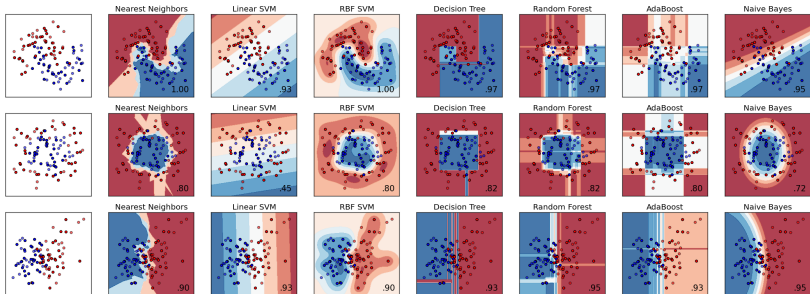 Nearest Neighbors Linear SVM RBF SVM Decision Tree Random Forest AdaBoost Naive Bayes
1.00 .93 1.00 .97 .97 .97 .95
Nearest Neighbors Linear SVM RBF SVM Decision Tree Random Forest AdaBoost Naive Bayes
.80 .45 .80 .82 .82 .80 .72
Nearest Neighbors Linear SVM RBF SVM Decision Tree Random Forest AdaBoost Naive Bayes
.90 .93 .90 .93 .95 .93 .95